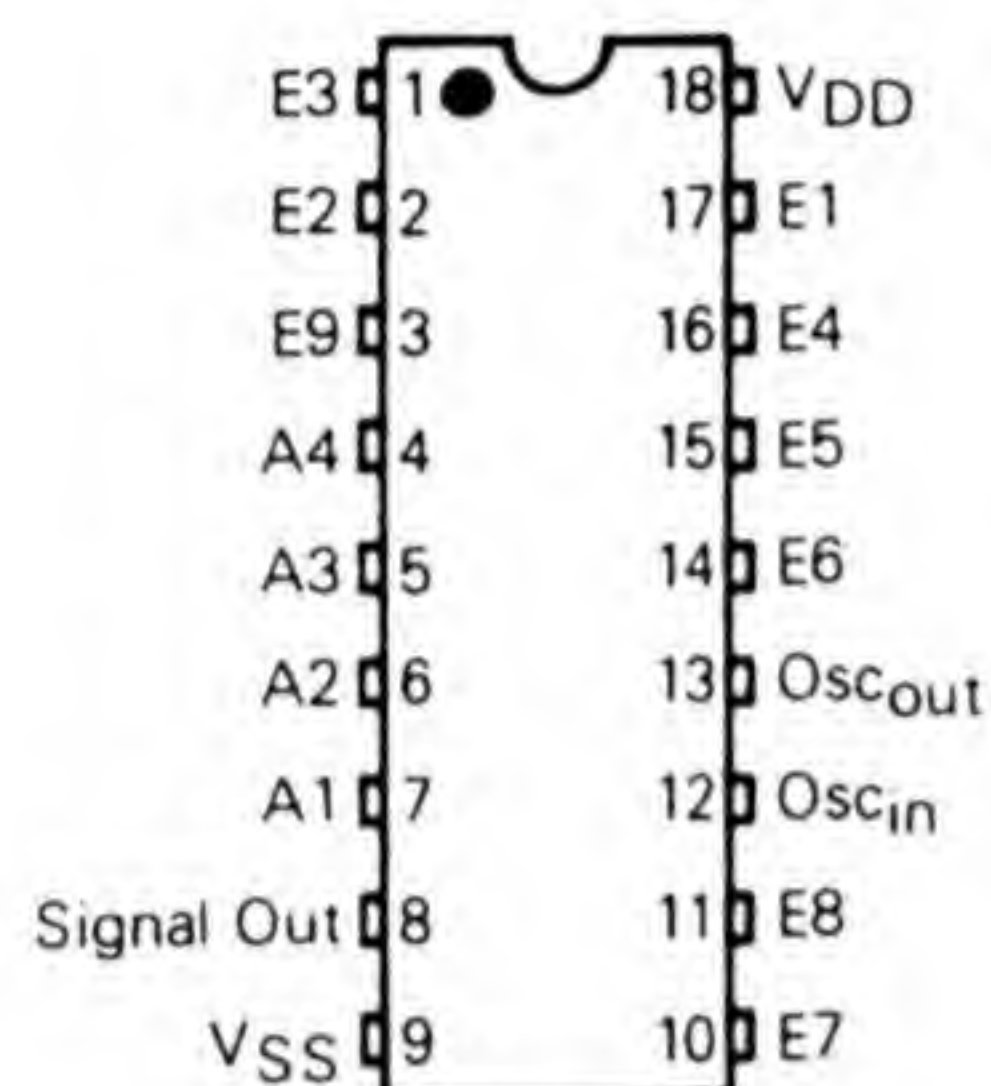 E3 1 18 VDD
E2 2 17 E1
E9 3 16 E4
A4 4 15 E5
A3 5 14 E6
A2 6 13 Oscout
A1 7 12 Oscin
Signal Out 8 11 E8
VSS 9 10 E7